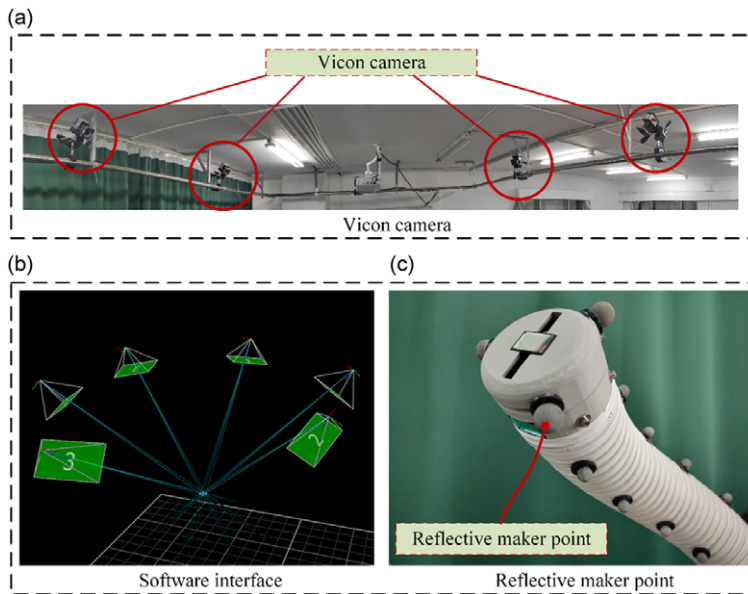 (a)
Vicon camera
Vicon camera
(b)
(c)
3
2
Reflective maker point
Software interface
Reflective maker point